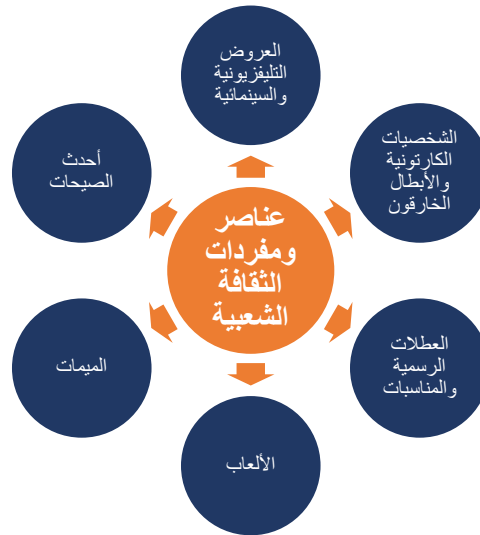 العروض
التليفزيونية
والسينمائية
الشخصيات
الكارتونية
والأبطال
الخارقون
أحدث
الصيحات
عناصر
ومفردات
الثقافة
الشعبية
العطلات
الرسمية
والمناسبات
الميمات
الألعاب